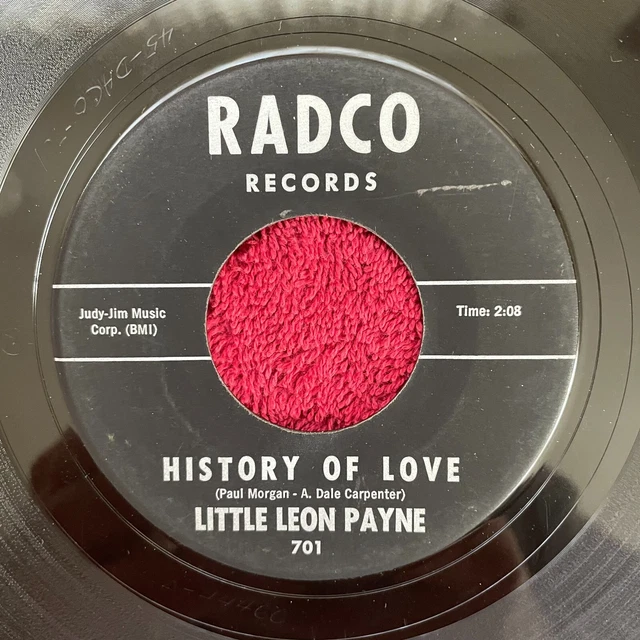 RADCO
RECORDS
Judy-Jim Music
Corp. (BMI)
Time: 2:08
HISTORY OF LOVE
(Paul Morgan - A. Dale Carpenter)
LITTLE LEON PAYNE
701